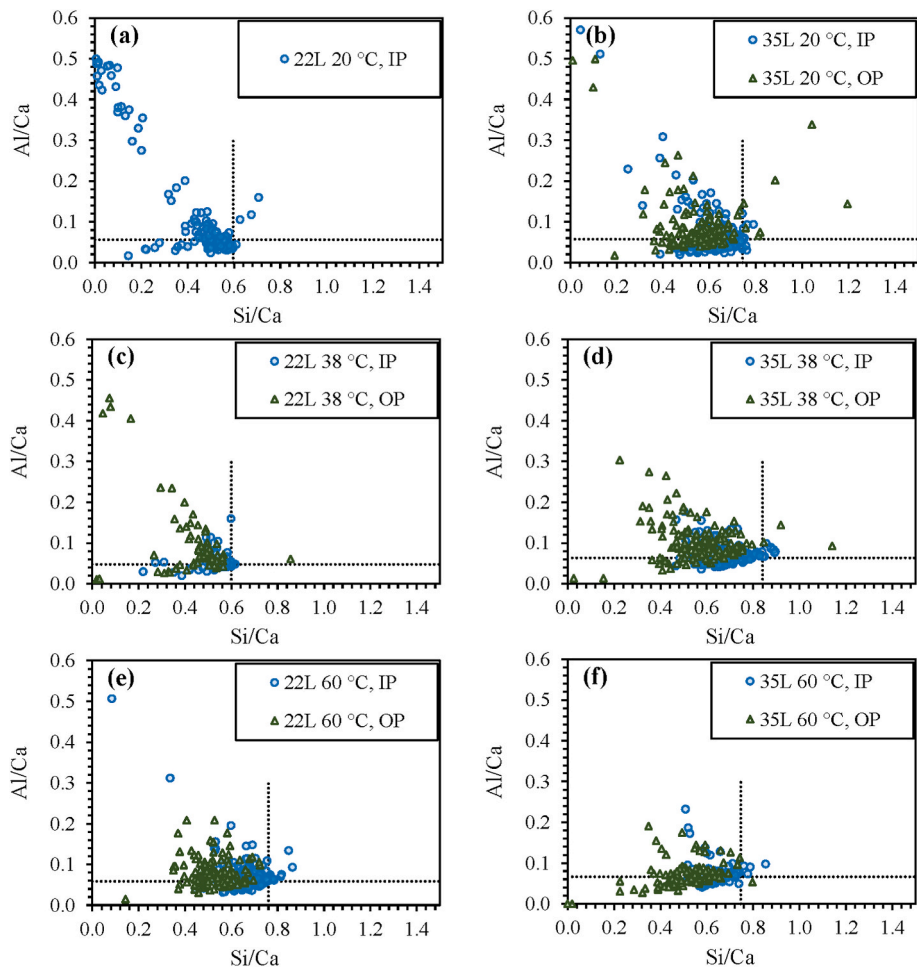 (a)
22L 20 °C, IP
0.6
0.5
0.4
0.3
0.2
0.1
0.0
Al/Ca
0.0 0.2 0.4 0.6 0.8 1.0 1.2 1.4
Si/Ca
(b)
35L 20 °C, IP
35L 20 °C, OP
0.6
0.5
0.4
0.3
0.2
0.1
0.0
Al/Ca
0.0 0.2 0.4 0.6 0.8 1.0 1.2 1.4
Si/Ca
(c)
22L 38 °C, IP
22L 38 °C, OP
0.6
0.5
0.4
0.3
0.2
0.1
0.0
Al/Ca
0.0 0.2 0.4 0.6 0.8 1.0 1.2 1.4
Si/Ca
(d)
35L 38 °C, IP
35L 38 °C, OP
0.6
0.5
0.4
0.3
0.2
0.1
0.0
Al/Ca
0.0 0.2 0.4 0.6 0.8 1.0 1.2 1.4
Si/Ca
(e)
22L 60 °C, IP
22L 60 °C, OP
0.6
0.5
0.4
0.3
0.2
0.1
0.0
Al/Ca
0.0 0.2 0.4 0.6 0.8 1.0 1.2 1.4
Si/Ca
(f)
35L 60 °C, IP
35L 60 °C, OP
0.6
0.5
0.4
0.3
0.2
0.1
0.0
Al/Ca
0.0 0.2 0.4 0.6 0.8 1.0 1.2 1.4
Si/Ca